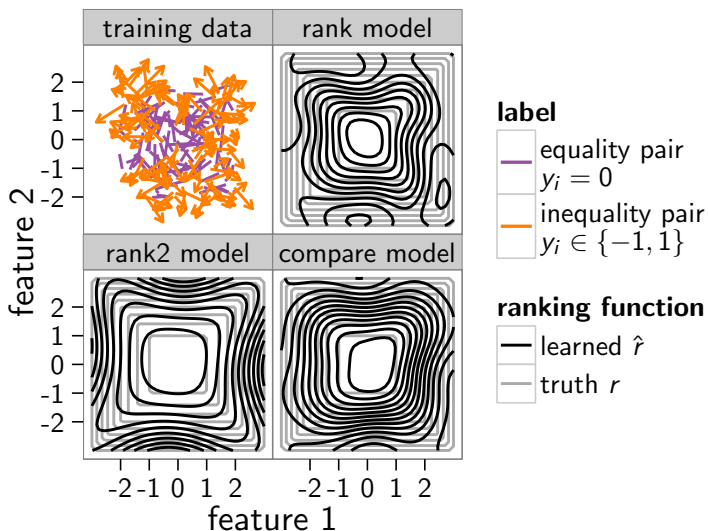 training data
rank model
2
1
0
-1
-2
feature 2
rank2 model
compare model
2
1
0
-1
-2
-2 -1 0 1 2
-2 -1 0 1 2
feature 1
label
equality pair
$y_i = 0$
inequality pair
$y_i \in \{-1, 1\}$
ranking function
learned $\hat{r}$
truth $r$